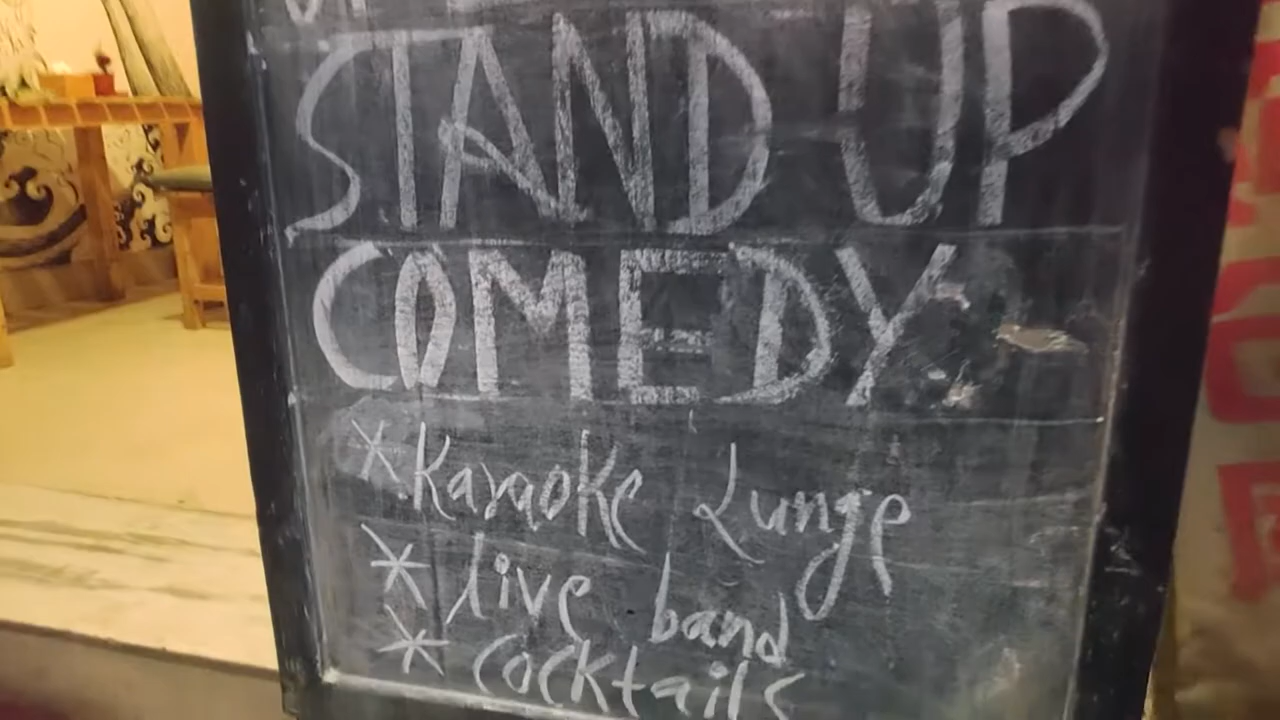 STAND UP
COMEDY
* Karaoke Lunge
* live band
* cocktails